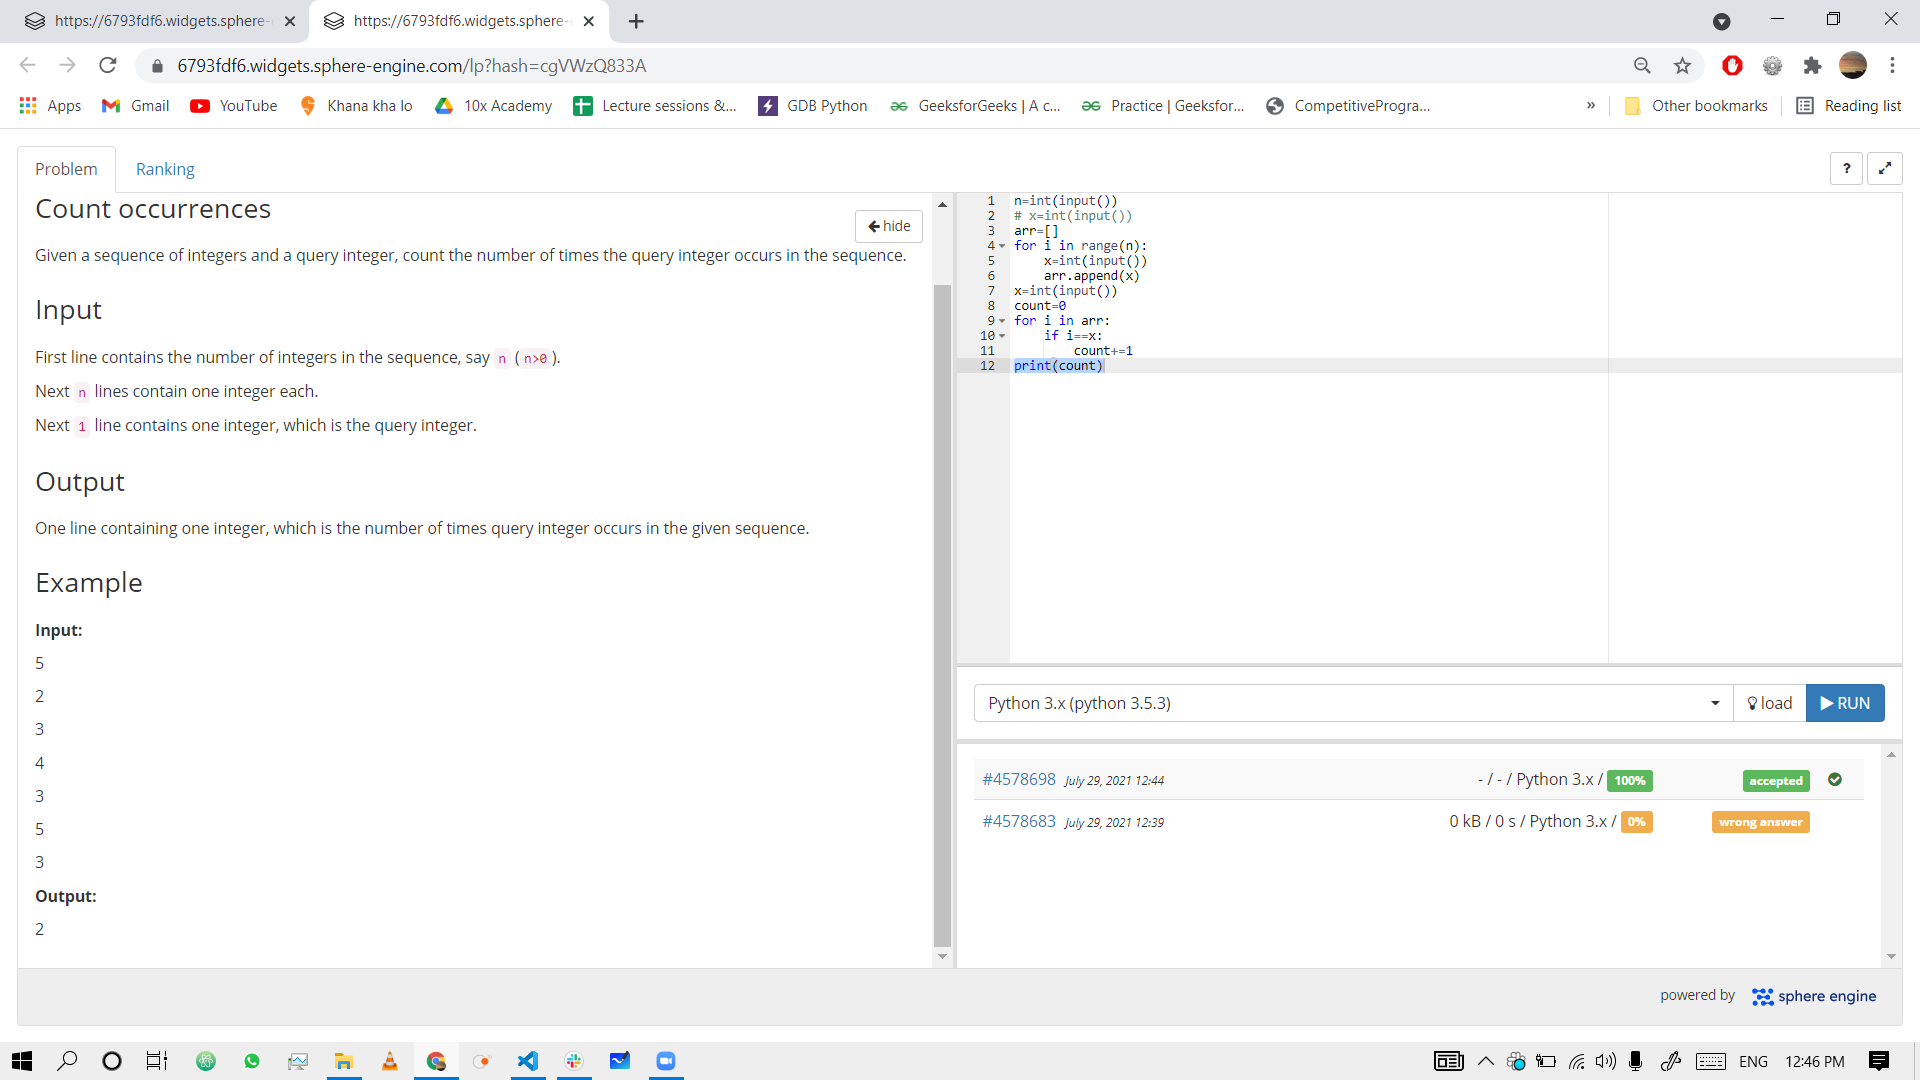 https://6793fdf6.widgets.sphere-
https://6793fdf6.widgets.sphere-
6793fdf6.widgets.sphere-engine.com/lp?hash=cgVWzQ833A
Apps
Gmail
YouTube
Khana kha lo
10x Academy
Lecture sessions &...
GDB Python
GeeksforGeeks | A c...
Practice | Geeksfor...
CompetitiveProgra...
»
Other bookmarks
Reading list
Problem
Ranking
?
Count occurrences
hide
Given a sequence of integers and a query integer, count the number of times the query integer occurs in the sequence.
Input
First line contains the number of integers in the sequence, say n ( n>0 ).
Next n lines contain one integer each.
Next 1 line contains one integer, which is the query integer.
Output
One line containing one integer, which is the number of times query integer occurs in the given sequence.
Example
Input:
5
2
3
4
3
5
3
Output:
2
1 n=int(input())
2 # x=int(input())
3 arr=[]
4 for i in range(n):
5     x=int(input())
6     arr.append(x)
7 x=int(input())
8 count=0
9 for i in arr:
10     if i==x:
11         count+=1
12 print(count)
Python 3.x (python 3.5.3)
load
RUN
#4578698 July 29, 2021 12:44 - / - / Python 3.x / 100% accepted
#4578683 July 29, 2021 12:39 0 kB / 0 s / Python 3.x / 0% wrong answer
powered by sphere engine
ENG
12:46 PM